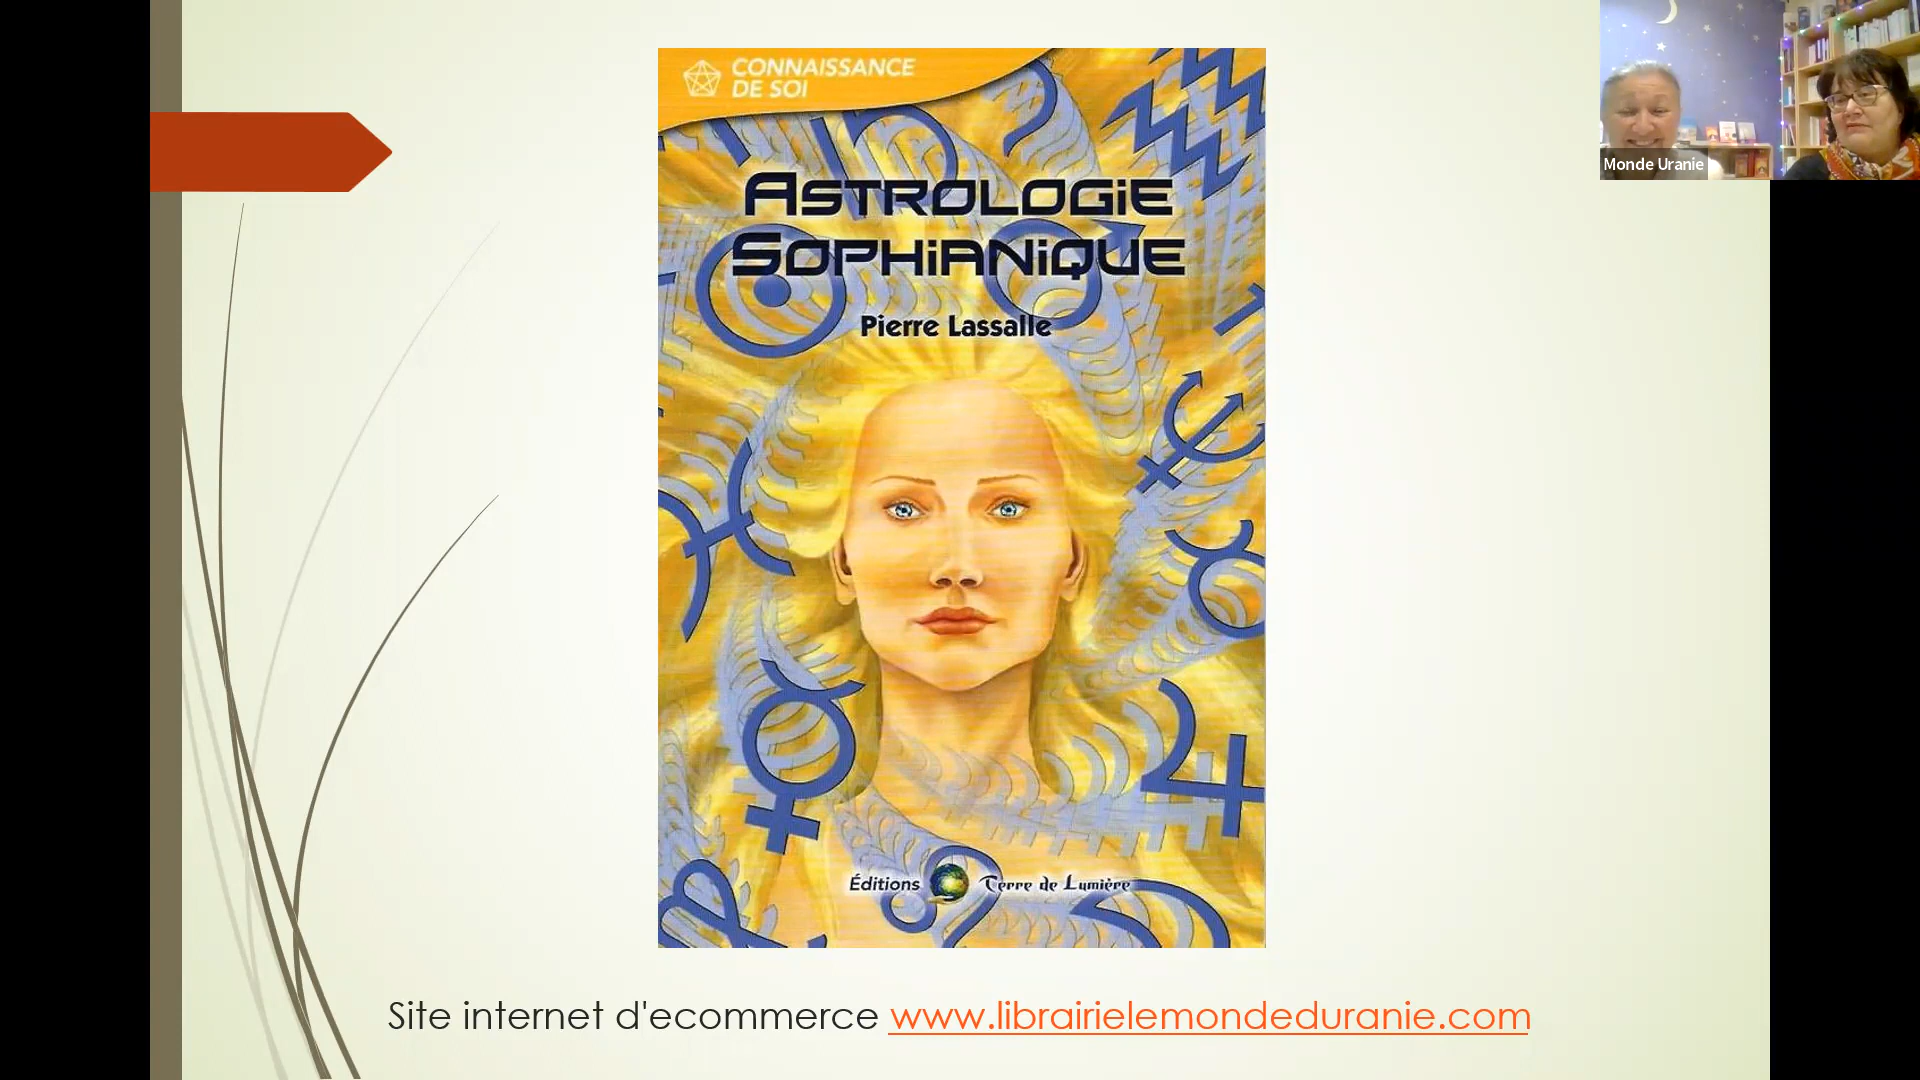 CONNAISSANCE
DE SOI
ASTROLOGiE
SOPHiANiQUE
Pierre Lassalle
Éditions Terre de Lumière
Monde Uranie
Site internet d'ecommerce www.librairielemondeduranie.com